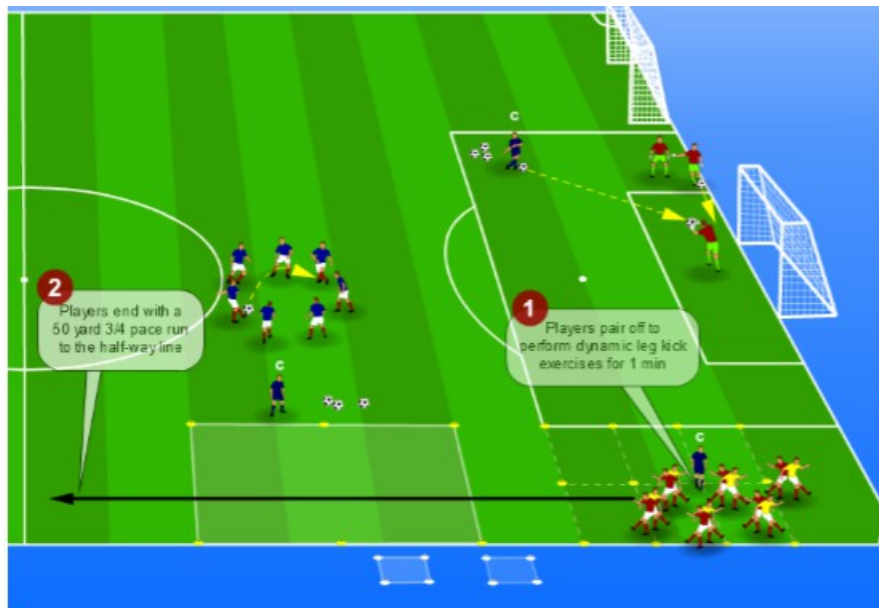 C
2
Players end with a
50 yard 3/4 pace run
to the half-way line
1
Players pair off to
perform dynamic leg kick
exercises for 1 min
C
C